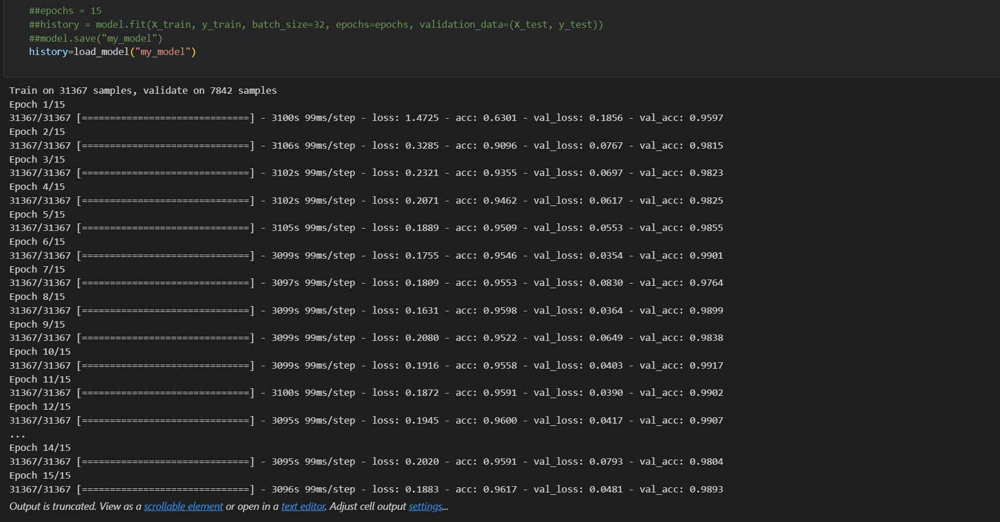 ##epochs = 15
##history = model.fit(X_train, y_train, batch_size=32, epochs=epochs, validation_data=(X_test, y_test))
##model.save("my_model")
history=load_model("my_model")
Train on 31367 samples, validate on 7842 samples
Epoch 1/15
31367/31367 [==============================] - 3100s 99ms/step - loss: 1.4725 - acc: 0.6301 - val_loss: 0.1856 - val_acc: 0.9597
Epoch 2/15
31367/31367 [==============================] - 3106s 99ms/step - loss: 0.3285 - acc: 0.9096 - val_loss: 0.0767 - val_acc: 0.9815
Epoch 3/15
31367/31367 [==============================] - 3102s 99ms/step - loss: 0.2321 - acc: 0.9355 - val_loss: 0.0697 - val_acc: 0.9823
Epoch 4/15
31367/31367 [==============================] - 3102s 99ms/step - loss: 0.2071 - acc: 0.9462 - val_loss: 0.0617 - val_acc: 0.9825
Epoch 5/15
31367/31367 [==============================] - 3105s 99ms/step - loss: 0.1889 - acc: 0.9509 - val_loss: 0.0553 - val_acc: 0.9855
Epoch 6/15
31367/31367 [==============================] - 3099s 99ms/step - loss: 0.1755 - acc: 0.9546 - val_loss: 0.0354 - val_acc: 0.9901
Epoch 7/15
31367/31367 [==============================] - 3097s 99ms/step - loss: 0.1809 - acc: 0.9553 - val_loss: 0.0830 - val_acc: 0.9764
Epoch 8/15
31367/31367 [==============================] - 3099s 99ms/step - loss: 0.1631 - acc: 0.9598 - val_loss: 0.0364 - val_acc: 0.9899
Epoch 9/15
31367/31367 [==============================] - 3099s 99ms/step - loss: 0.2080 - acc: 0.9522 - val_loss: 0.0649 - val_acc: 0.9838
Epoch 10/15
31367/31367 [==============================] - 3099s 99ms/step - loss: 0.1916 - acc: 0.9558 - val_loss: 0.0403 - val_acc: 0.9917
Epoch 11/15
31367/31367 [==============================] - 3100s 99ms/step - loss: 0.1872 - acc: 0.9591 - val_loss: 0.0390 - val_acc: 0.9902
Epoch 12/15
31367/31367 [==============================] - 3095s 99ms/step - loss: 0.1945 - acc: 0.9600 - val_loss: 0.0417 - val_acc: 0.9907
...
Epoch 14/15
31367/31367 [==============================] - 3095s 99ms/step - loss: 0.2020 - acc: 0.9591 - val_loss: 0.0793 - val_acc: 0.9804
Epoch 15/15
31367/31367 [==============================] - 3096s 99ms/step - loss: 0.1883 - acc: 0.9617 - val_loss: 0.0481 - val_acc: 0.9893
Output is truncated. View as a scrollable element or open in a text editor. Adjust cell output settings...